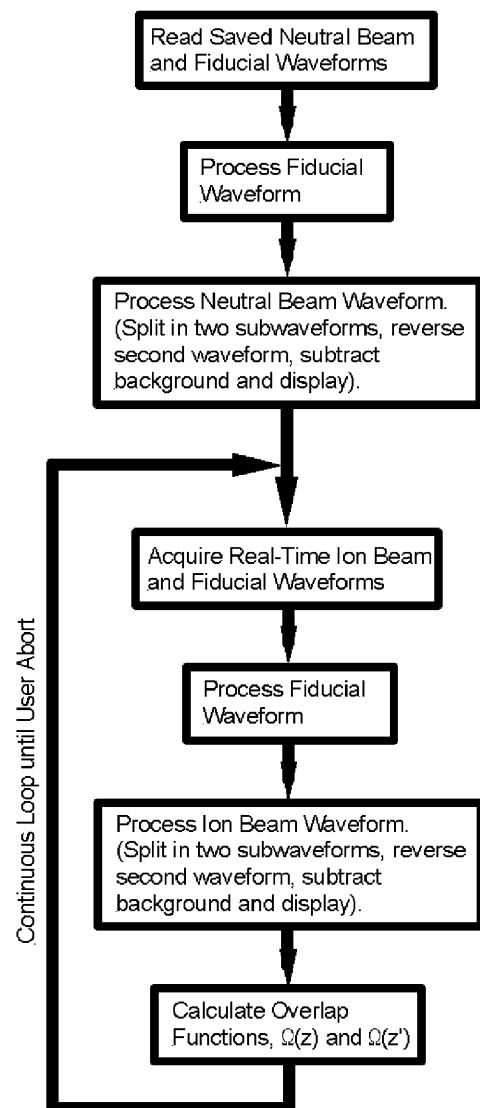 Read Saved Neutral Beam
and Fiducial Waveforms
Process Fiducial
Waveform
Process Neutral Beam Waveform.
(Split in two subwaveforms, reverse
second waveform, subtract
background and display).
Acquire Real-Time Ion Beam
and Fiducial Waveforms
Process Fiducial
Waveform
Process Ion Beam Waveform.
(Split in two subwaveforms, reverse
second waveform, subtract
background and display).
Calculate Overlap
Functions, Ω(z) and Ω(z')
Continuous Loop until User Abort